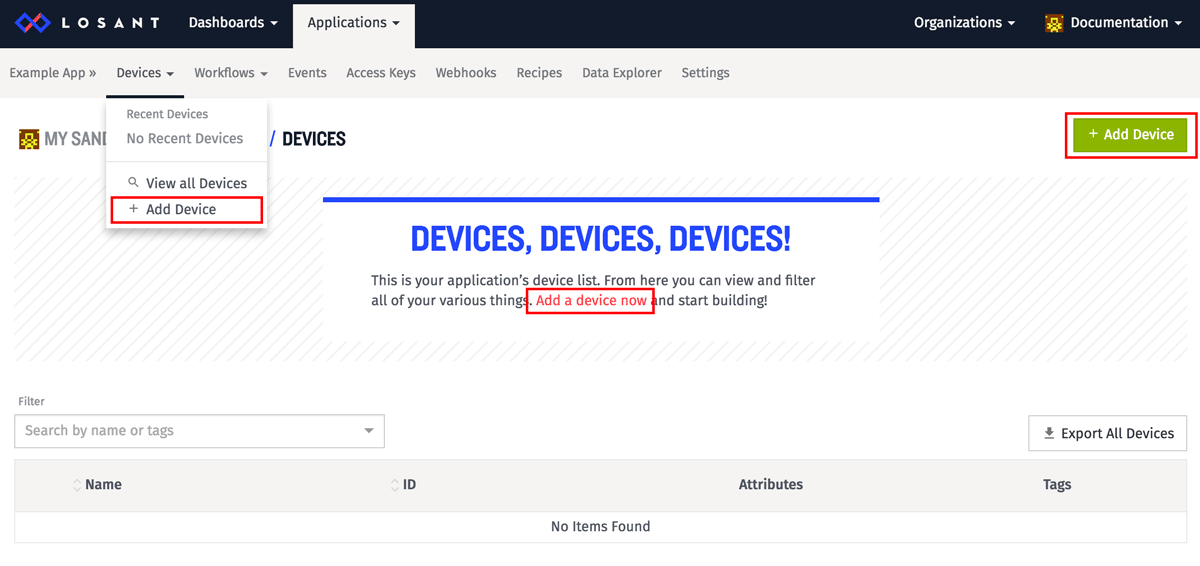 LOSANT Dashboards Applications Organizations Documentation
Example App » Devices Workflows Events Access Keys Webhooks Recipes Data Explorer Settings
Recent Devices
No Recent Devices
View all Devices
+ Add Device
MY SAND / DEVICES
+ Add Device
DEVICES, DEVICES, DEVICES!
This is your application's device list. From here you can view and filter
all of your various things. Add a device now and start building!
Filter
Search by name or tags
Export All Devices
Name ID Attributes Tags
No Items Found